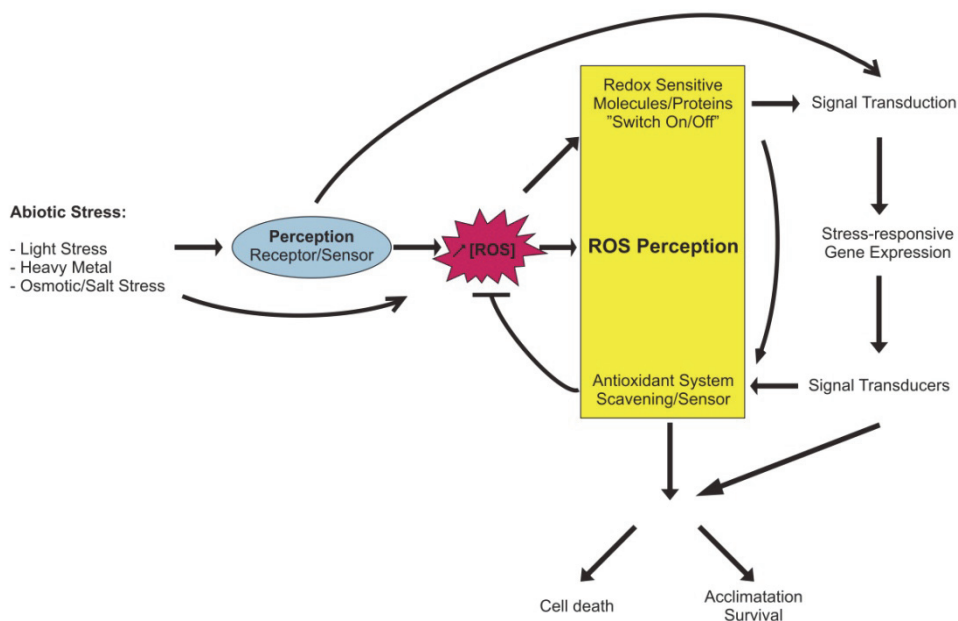 Abiotic Stress:
- Light Stress
- Heavy Metal
- Osmotic/Salt Stress
Perception
Receptor/Sensor
[ROS]
Redox Sensitive
Molecules/Proteins
"Switch On/Off"
ROS Perception
Antioxidant System
Scavening/Sensor
Signal Transduction
Stress-responsive
Gene Expression
Signal Transducers
Cell death
Acclimatation
Survival